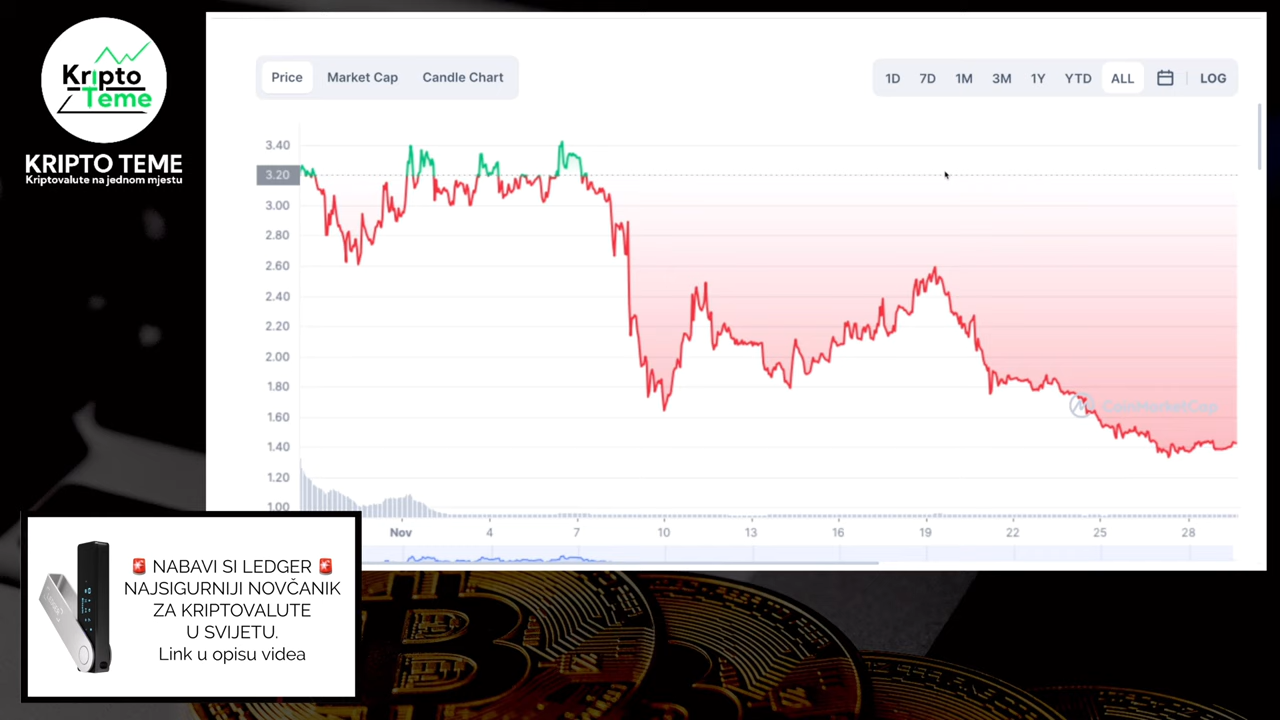 Kripto
Teme
KRIPTO TEME
Kriptovalute na jednom mjestu
Price Market Cap Candle Chart
1D 7D 1M 3M 1Y YTD ALL LOG
3.40
3.20
3.00
2.80
2.60
2.40
2.20
2.00
1.80
1.60
1.40
1.20
1.00
CoinMarketCap
Nov 4 7 10 13 16 19 22 25 28
🚨 NABAVI SI LEDGER 🚨
NAJSIGURNIJI NOVČANIK
ZA KRIPTOVALUTE
U SVIJETU.
Link u opisu videa